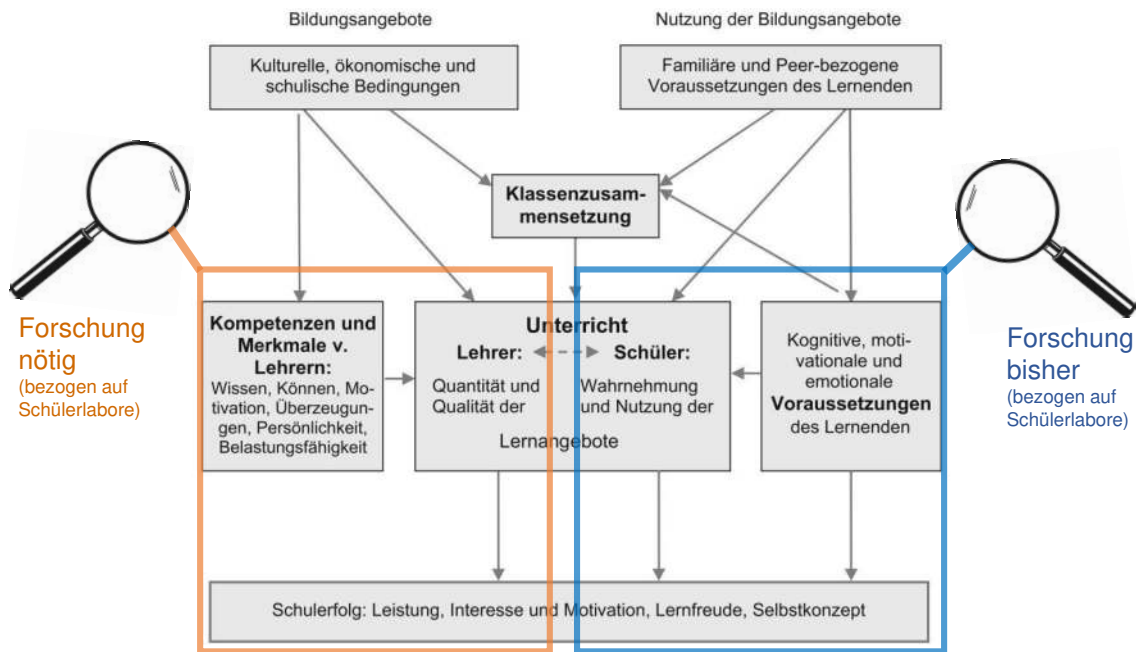 Bildungsangebote
Nutzung der Bildungsangebote
Kulturelle, ökonomische und
schulische Bedingungen
Familiäre und Peer-bezogene
Voraussetzungen des Lernenden
Klassenzusam-
mensetzung
Forschung
nötig
(bezogen auf
Schülerlabore)
Kompetenzen und
Merkmale v.
Lehrern:
Wissen, Können, Mo-
tivation, Überzeugun-
gen, Persönlichkeit,
Belastungsfähigkeit
Unterricht
Lehrer:
Schüler:
Quantität und
Qualität der
Wahrnehmung
und Nutzung der
Lernangebote
Kognitive, moti-
vationale und
emotionale
Voraussetzungen
des Lernenden
Forschung
bisher
(bezogen auf
Schülerlabore)
Schulerfolg: Leistung, Interesse und Motivation, Lernfreude, Selbstkonzept